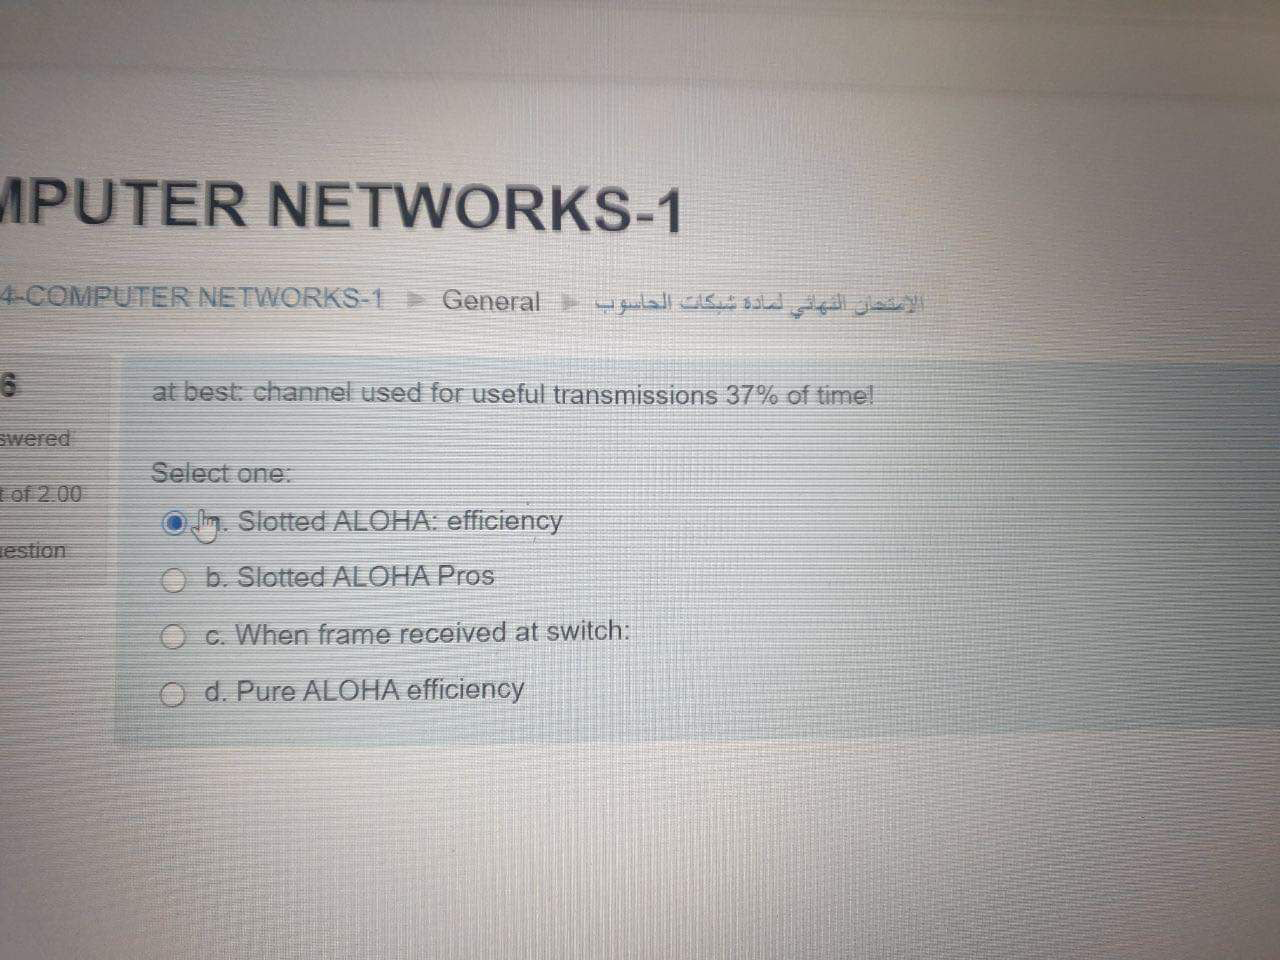 MPUTER NETWORKS-1
4-COMPUTER NETWORKS-1 ► General ► الامتحان النهائي لمادة شبكات الحاسوب
6
swered
t of 2.00
uestion
at best: channel used for useful transmissions 37% of time!
Select one:
. Slotted ALOHA: efficiency
b. Slotted ALOHA Pros
c. When frame received at switch:
d. Pure ALOHA efficiency